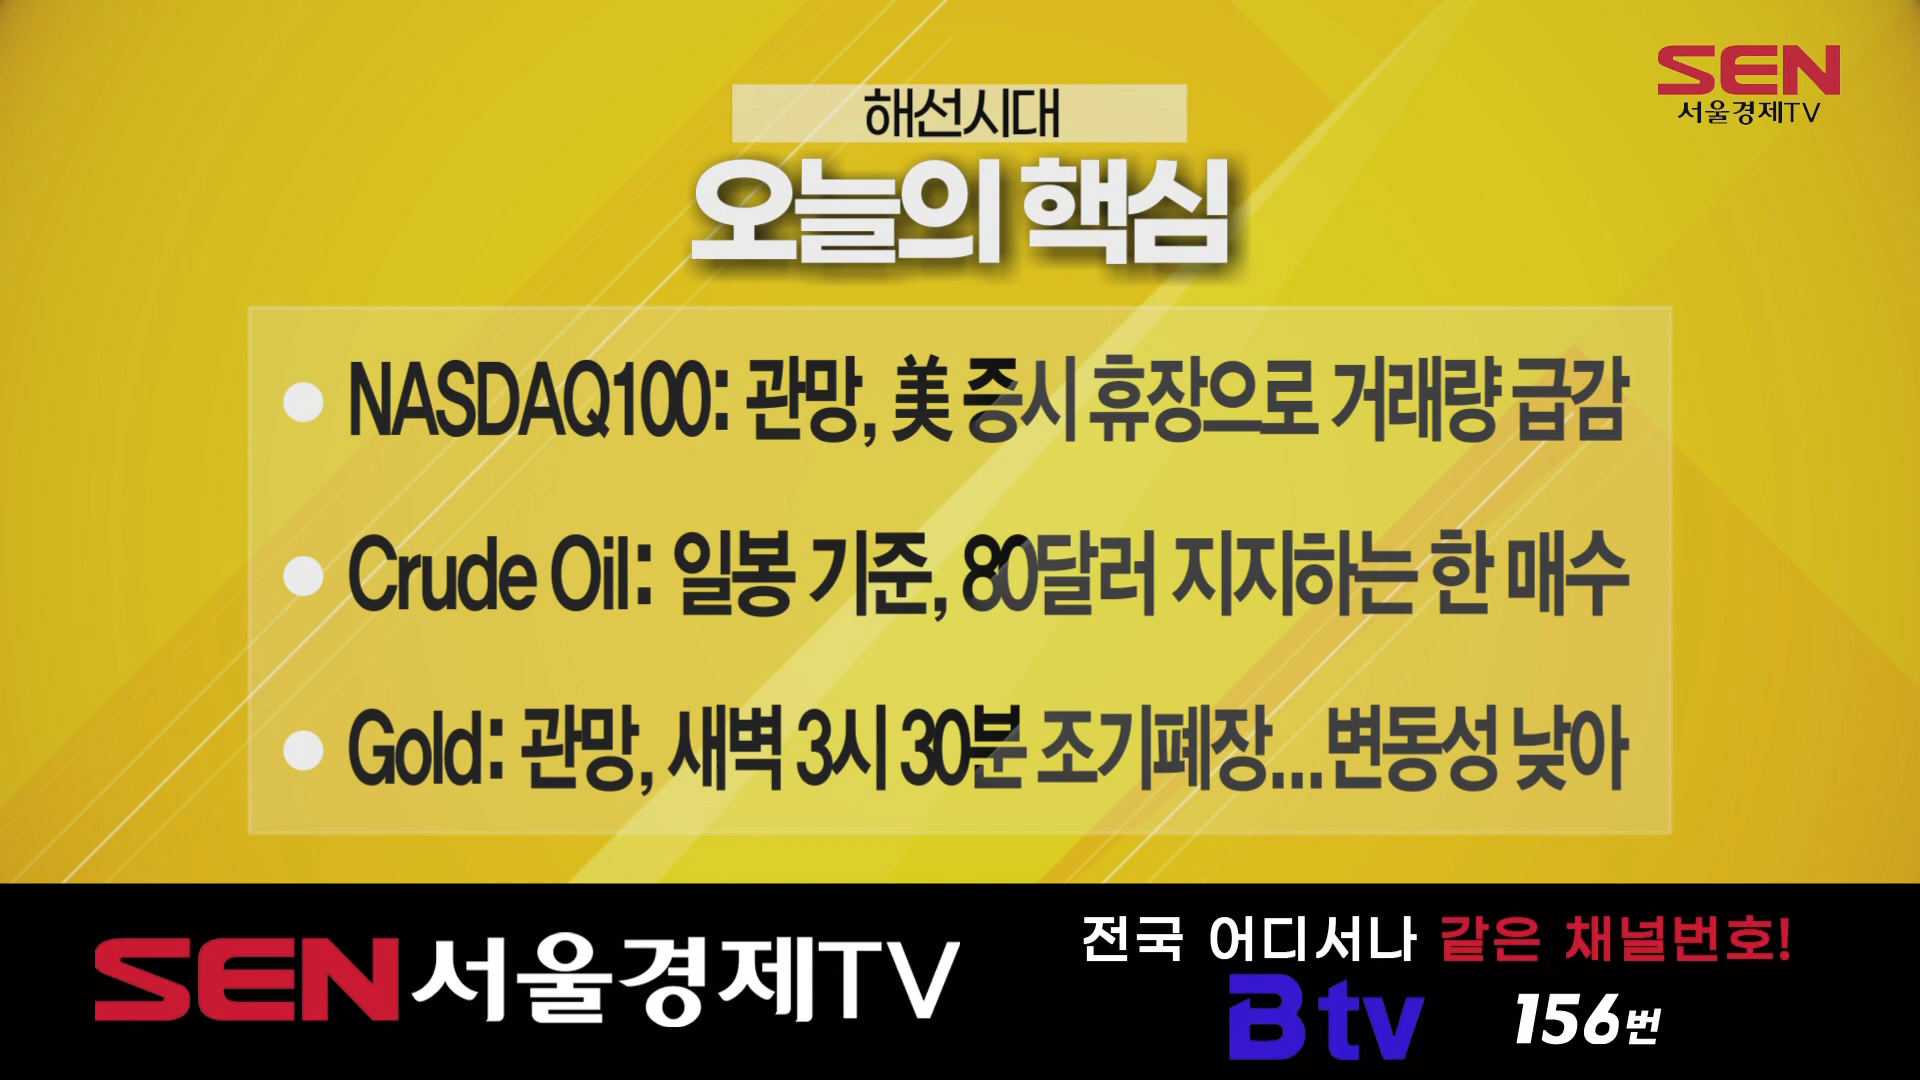 SEN
서울경제TV
해선시대
오늘의 핵심
NASDAQ100: 관망, 美 증시 휴장으로 거래량 급감
Crude Oil: 일봉 기준, 80달러 지지하는 한 매수
Gold: 관망, 새벽 3시 30분 조기폐장...변동성 낮아
SEN 서울경제TV
전국 어디서나 같은 채널번호!
B tv 156번